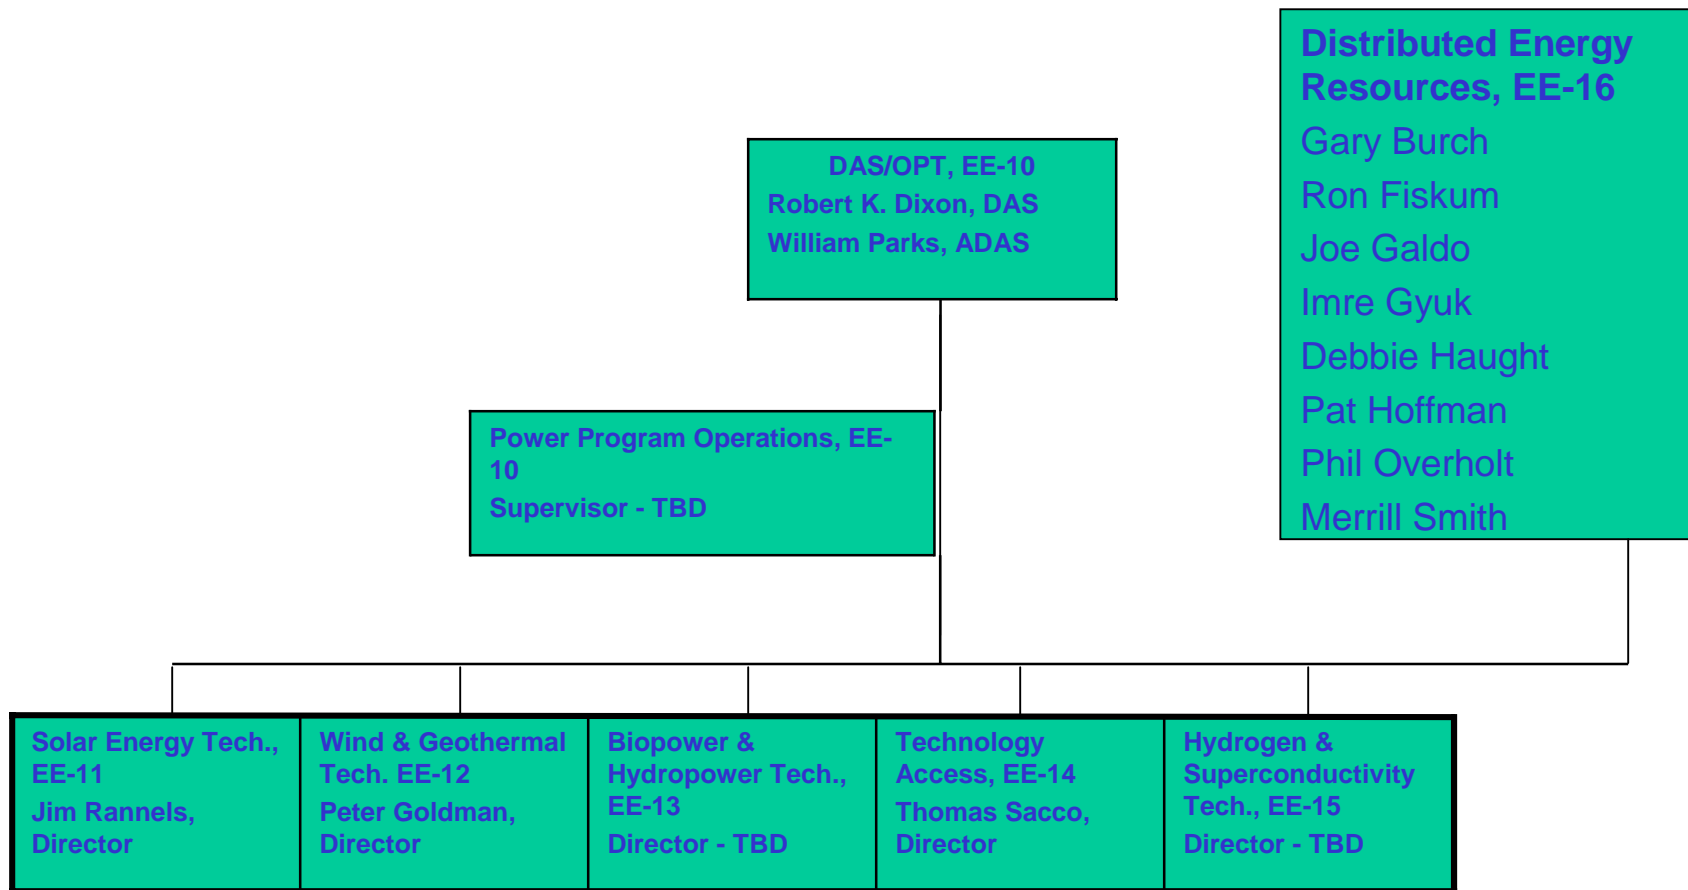 Distributed Energy
Resources, EE-16
Gary Burch
Ron Fiskum
Joe Galdo
Imre Gyuk
Debbie Haught
Pat Hoffman
Phil Overholt
Merrill Smith
DAS/OPT, EE-10
Robert K. Dixon, DAS
William Parks, ADAS
Power Program Operations, EE-
10
Supervisor - TBD
Solar Energy Tech.,
EE-11
Jim Rannels,
Director
Wind & Geothermal
Tech. EE-12
Peter Goldman,
Director
Biopower &
Hydropower Tech.,
EE-13
Director - TBD
Technology
Access, EE-14
Thomas Sacco,
Director
Hydrogen &
Superconductivity
Tech., EE-15
Director - TBD